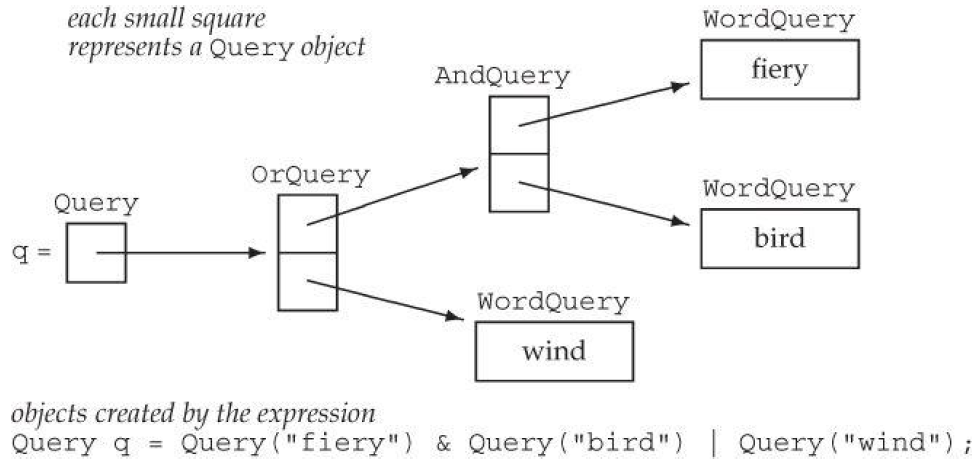 each small square
represents a Query object
WordQuery
fiery
AndQuery
OrQuery
WordQuery
bird
Query
q =
WordQuery
wind
objects created by the expression
Query q = Query("fiery") & Query("bird") | Query("wind");